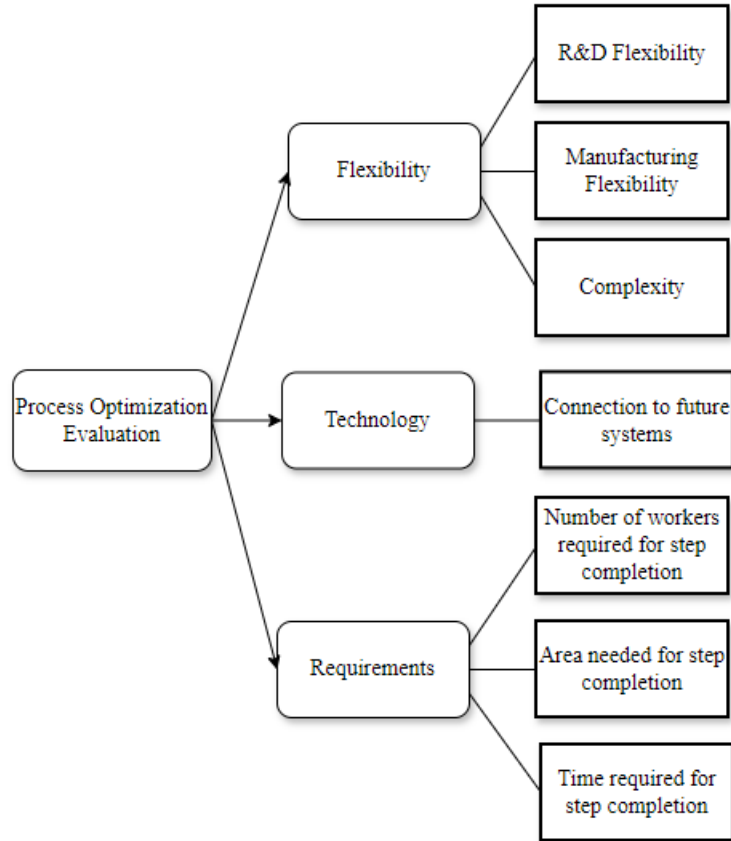 R&D Flexibility
Manufacturing
Flexibility
Flexibility
Complexity
Process Optimization
Evaluation
Technology
Connection to future
systems
Number of workers
required for step
completion
Requirements
Area needed for step
completion
Time required for
step completion